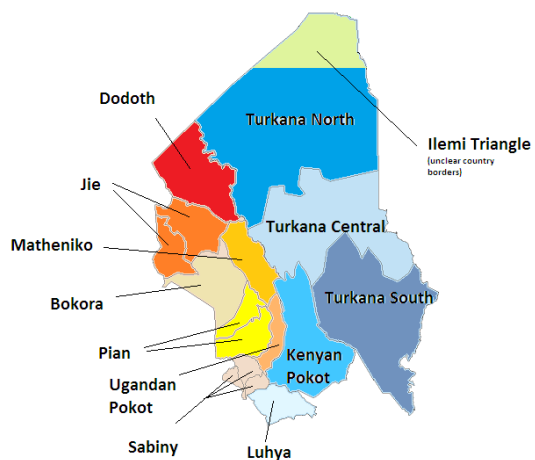 Dodoth
Turkana North
Ilemi Triangle
(unclear country
borders)
Jie
Turkana Central
Matheniko
Turkana South
Bokora
Pian
Kenyan
Pokot
Ugandan
Pokot
Sabiny
Luhya